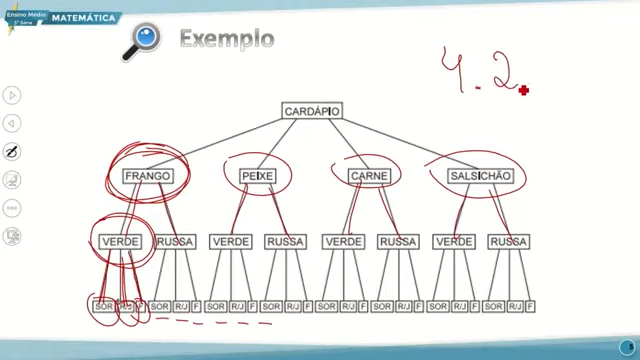 Ensino Médio
3ª Série
MATEMÁTICA
Exemplo
4.2.
CARDÁPIO
FRANGO PEIXE CARNE SALSICHÃO
VERDE RUSSA VERDE RUSSA VERDE RUSSA VERDE RUSSA
SOR R/J F SOR R/J F SOR R/J F SOR R/J F SOR R/J F SOR R/J F SOR R/J F SOR R/J F